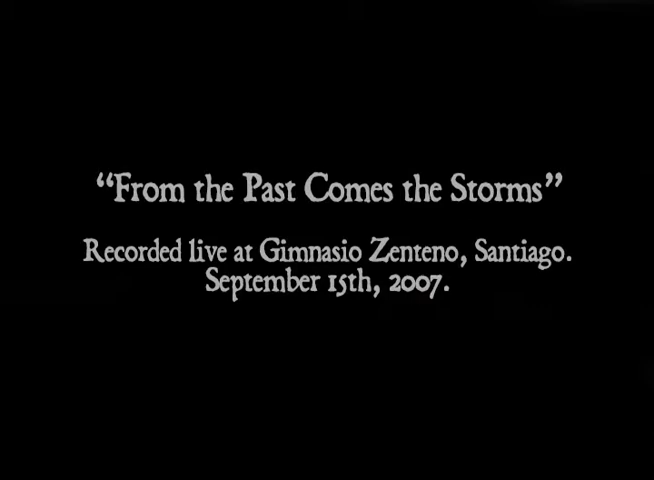 “From the Past Comes the Storms”
Recorded live at Gimnasio Zenteno, Santiago.
September 15th, 2007.